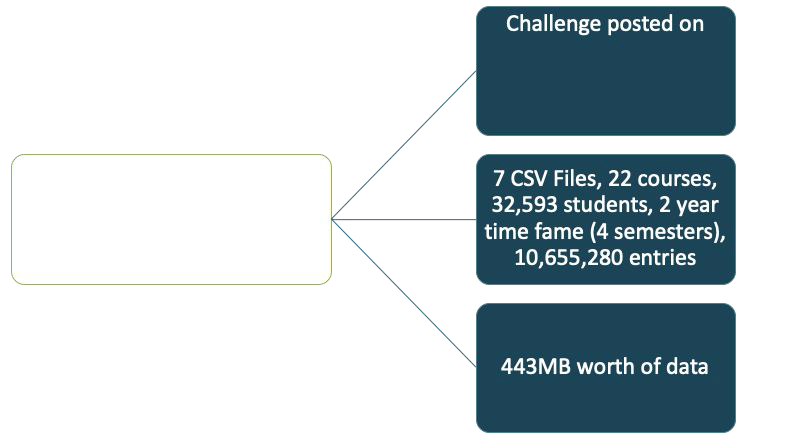 Challenge posted on
7 CSV Files, 22 courses,
32,593 students, 2 year
time fame (4 semesters),
10,655,280 entries
443MB worth of data